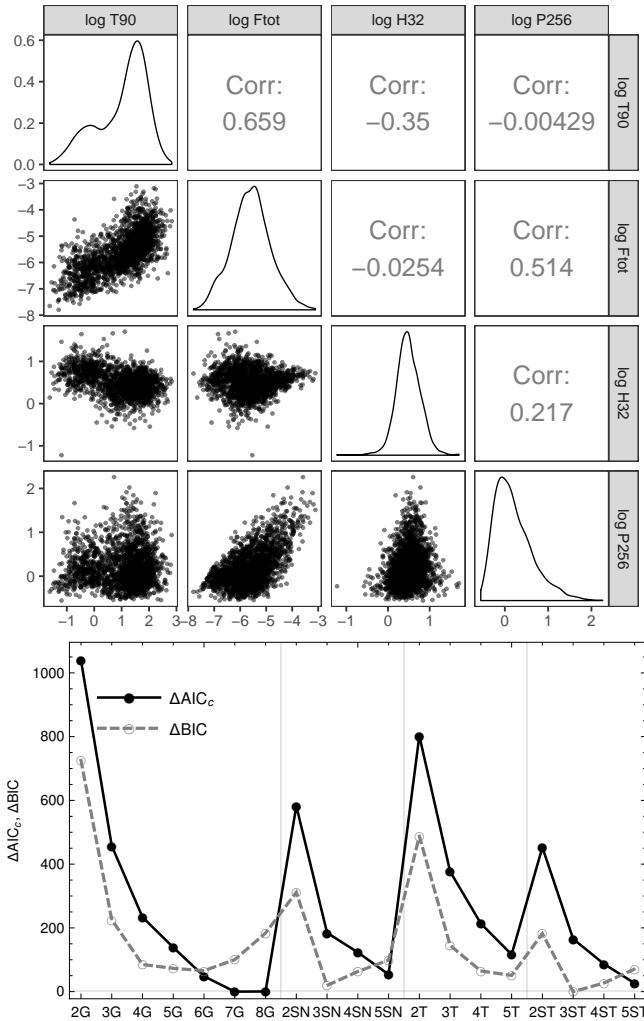 log T90
log Ftot
log H32
log P256
0.6
0.4
0.2
0.0
Corr:
0.659
Corr:
−0.35
Corr:
−0.00429
log T90
−3
−4
−5
−6
−7
−8
Corr:
−0.0254
Corr:
0.514
log Ftot
1
0
−1
Corr:
0.217
log H32
2
1
0
log P256
−1 0 1 2 3
−8 −7 −6 −5 −4 −3
−1 0 1
0 1 2
1000
800
600
400
200
0
ΔAICc, ΔBIC
ΔAICc
ΔBIC
2G 3G 4G 5G 6G 7G 8G 2SN 3SN 4SN 5SN 2T 3T 4T 5T 2ST 3ST 4ST 5ST